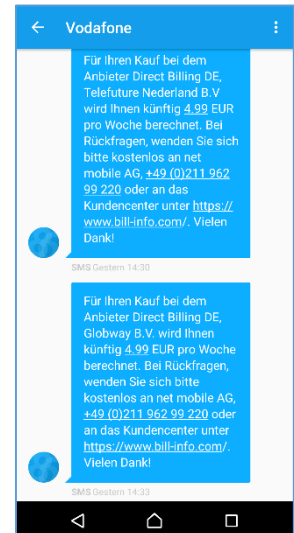 Vodafone
Für Ihren Kauf bei dem
Anbieter Direct Billing DE,
Telefuture Nederland B.V
wird Ihnen künftig 4.99 EUR
pro Woche berechnet. Bei
Rückfragen, wenden Sie sich
bitte kostenlos an net
mobile AG, +49 (0)211 962
99 220 oder an das
Kundencenter unter https://
www.bill-info.com/. Vielen
Dank!
SMS Gestern 14:30
Für Ihren Kauf bei dem
Anbieter Direct Billing DE,
Globway B.V. wird Ihnen
künftig 4.99 EUR pro Woche
berechnet. Bei Rückfragen,
wenden Sie sich bitte
kostenlos an net mobile AG,
+49 (0)211 962 99 220 oder
an das Kundencenter unter
https://www.bill-info.com/.
Vielen Dank!
SMS Gestern 14:33